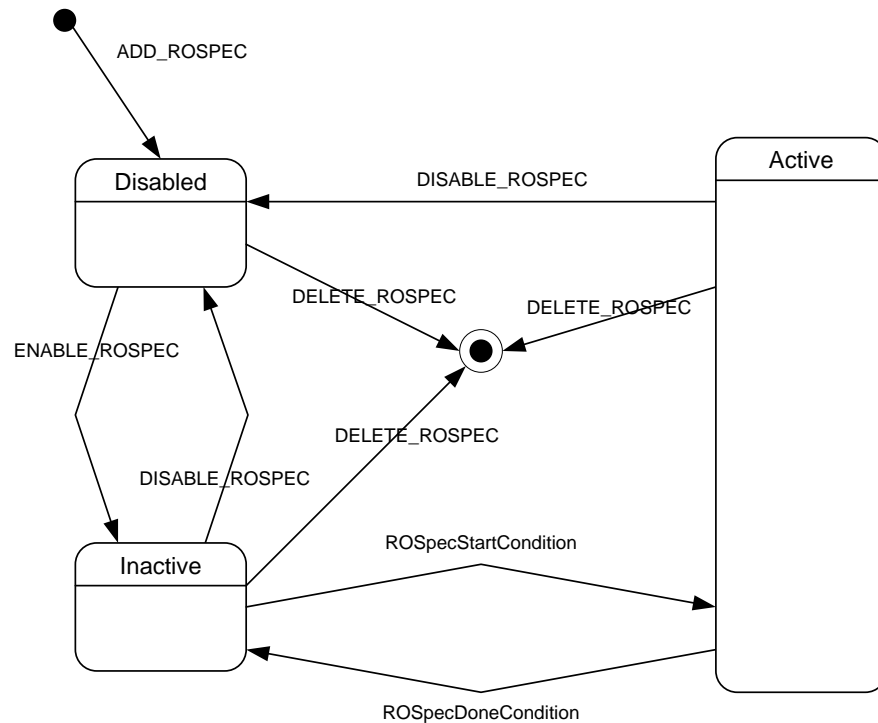 ADD_ROSPEC
Active
Disabled
DISABLE_ROSPEC
DELETE_ROSPEC
DELETE_ROSPEC
ENABLE_ROSPEC
DELETE_ROSPEC
DISABLE_ROSPEC
ROSpecStartCondition
Inactive
ROSpecDoneCondition